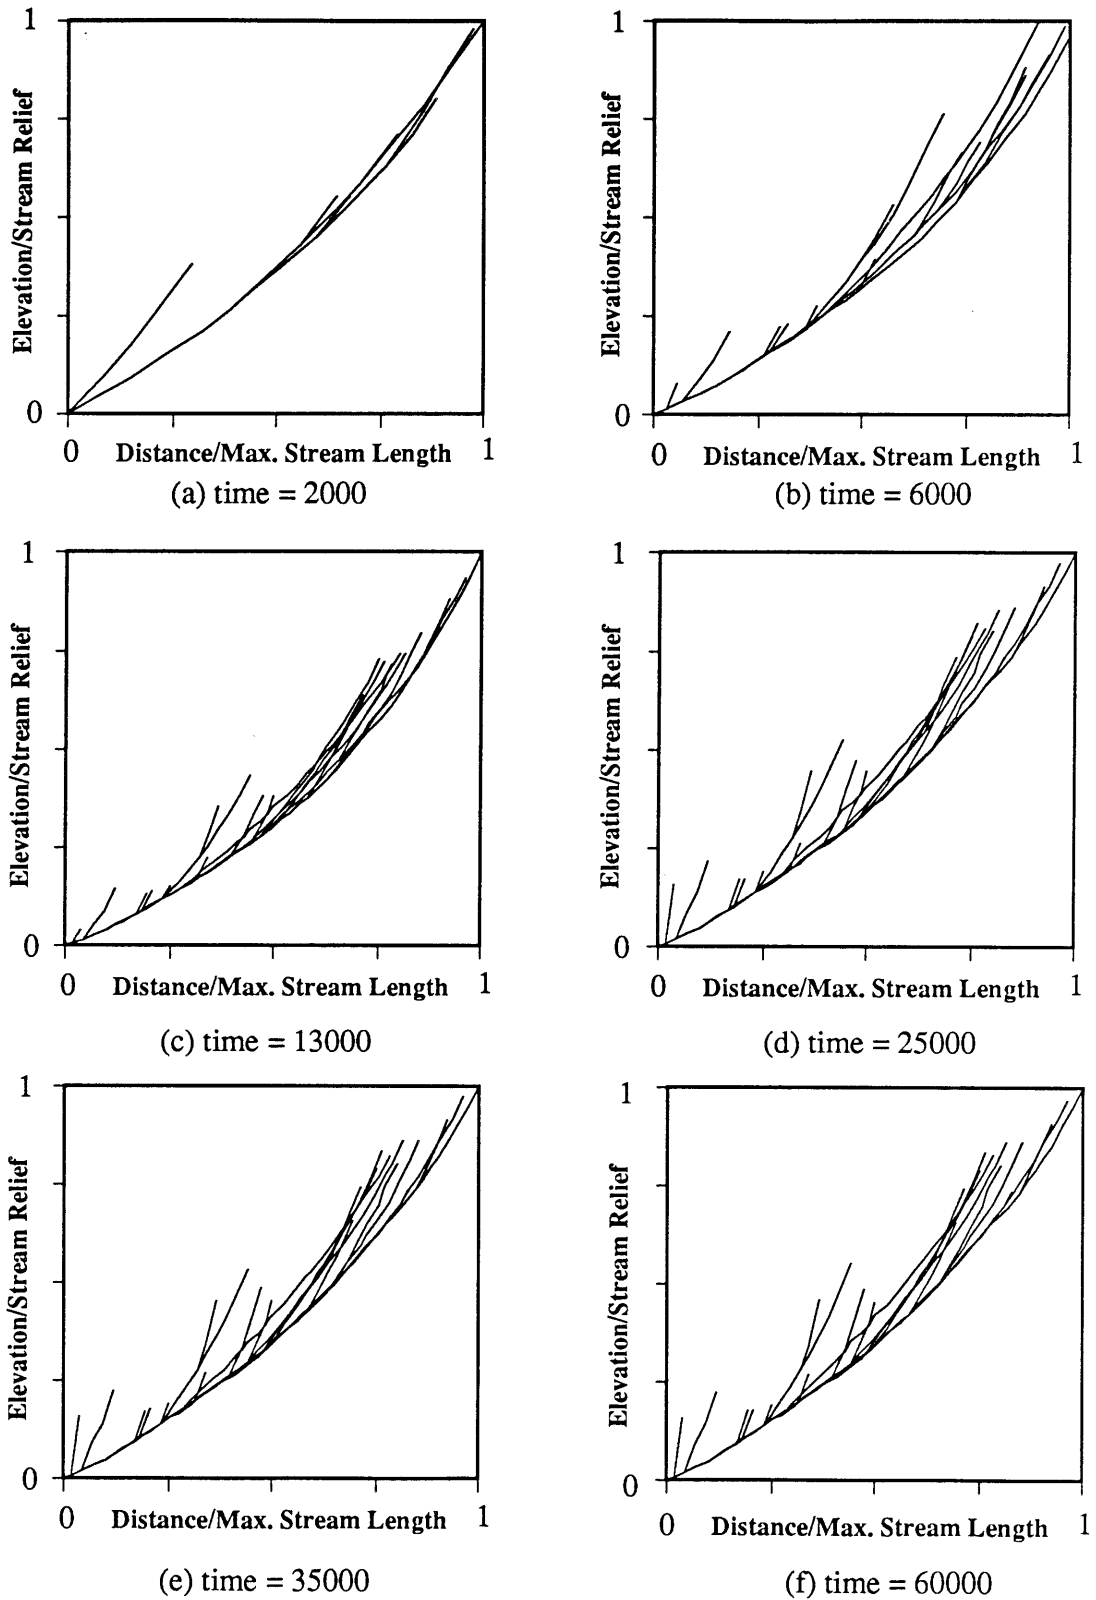 1
Elevation/Stream Relief
0
0 Distance/Max. Stream Length 1
(a) time = 2000
1
Elevation/Stream Relief
0
0 Distance/Max. Stream Length 1
(b) time = 6000
1
Elevation/Stream Relief
0
0 Distance/Max. Stream Length 1
(c) time = 13000
1
Elevation/Stream Relief
0
0 Distance/Max. Stream Length 1
(d) time = 25000
1
Elevation/Stream Relief
0
0 Distance/Max. Stream Length 1
(e) time = 35000
1
Elevation/Stream Relief
0
0 Distance/Max. Stream Length 1
(f) time = 60000